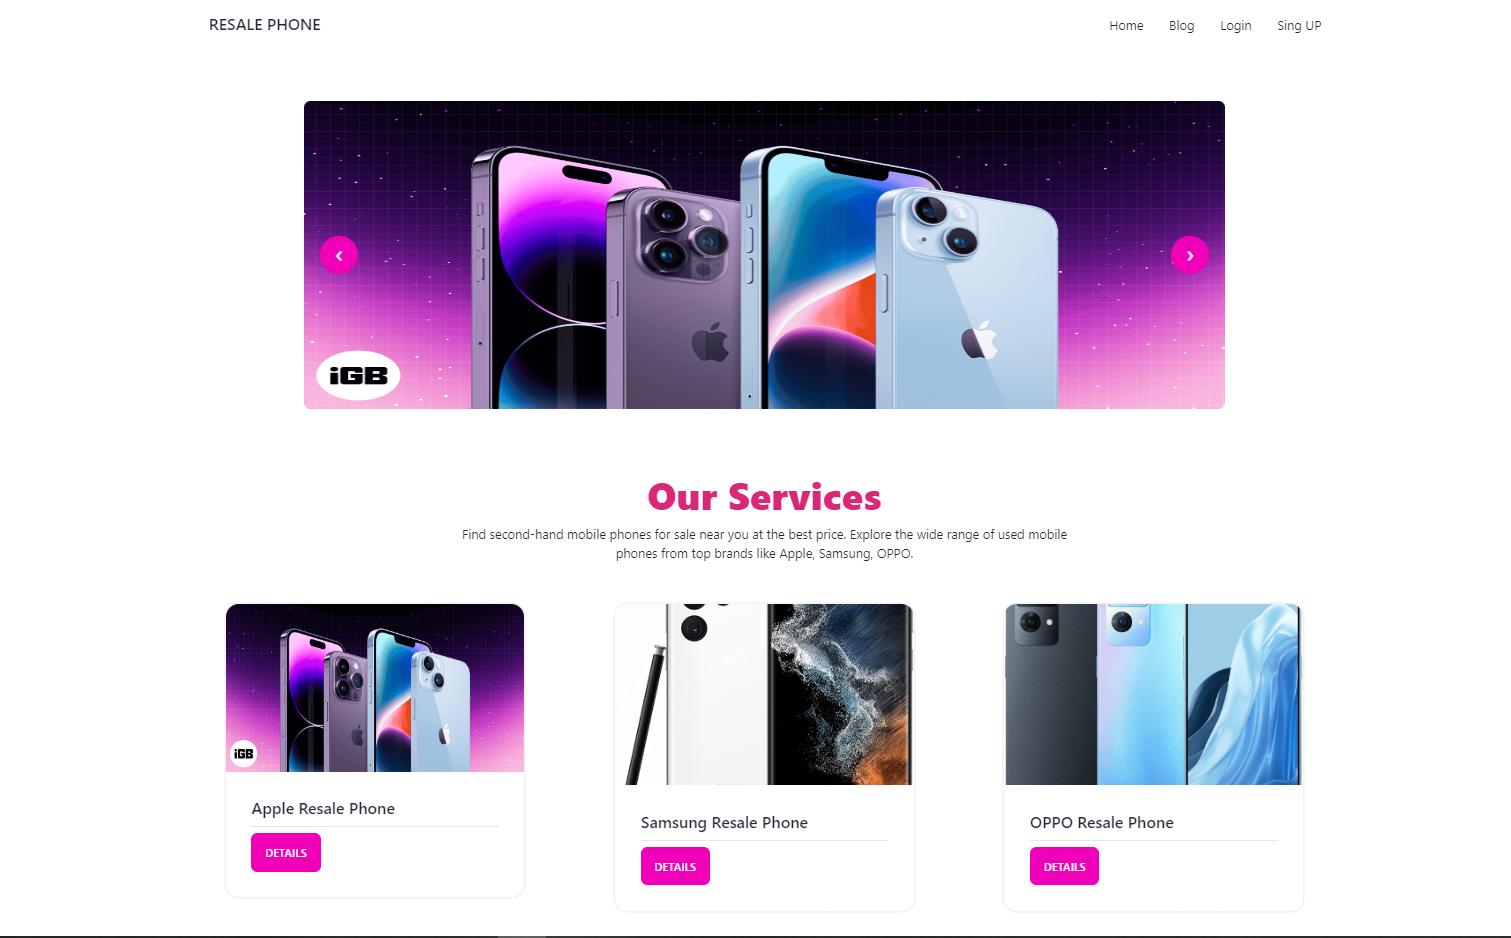 RESALE PHONE
Home Blog Login Sing UP
‹ ›
iGB
Our Services
Find second-hand mobile phones for sale near you at the best price. Explore the wide range of used mobile
phones from top brands like Apple, Samsung, OPPO.
iGB
Apple Resale Phone
DETAILS
Samsung Resale Phone
DETAILS
OPPO Resale Phone
DETAILS